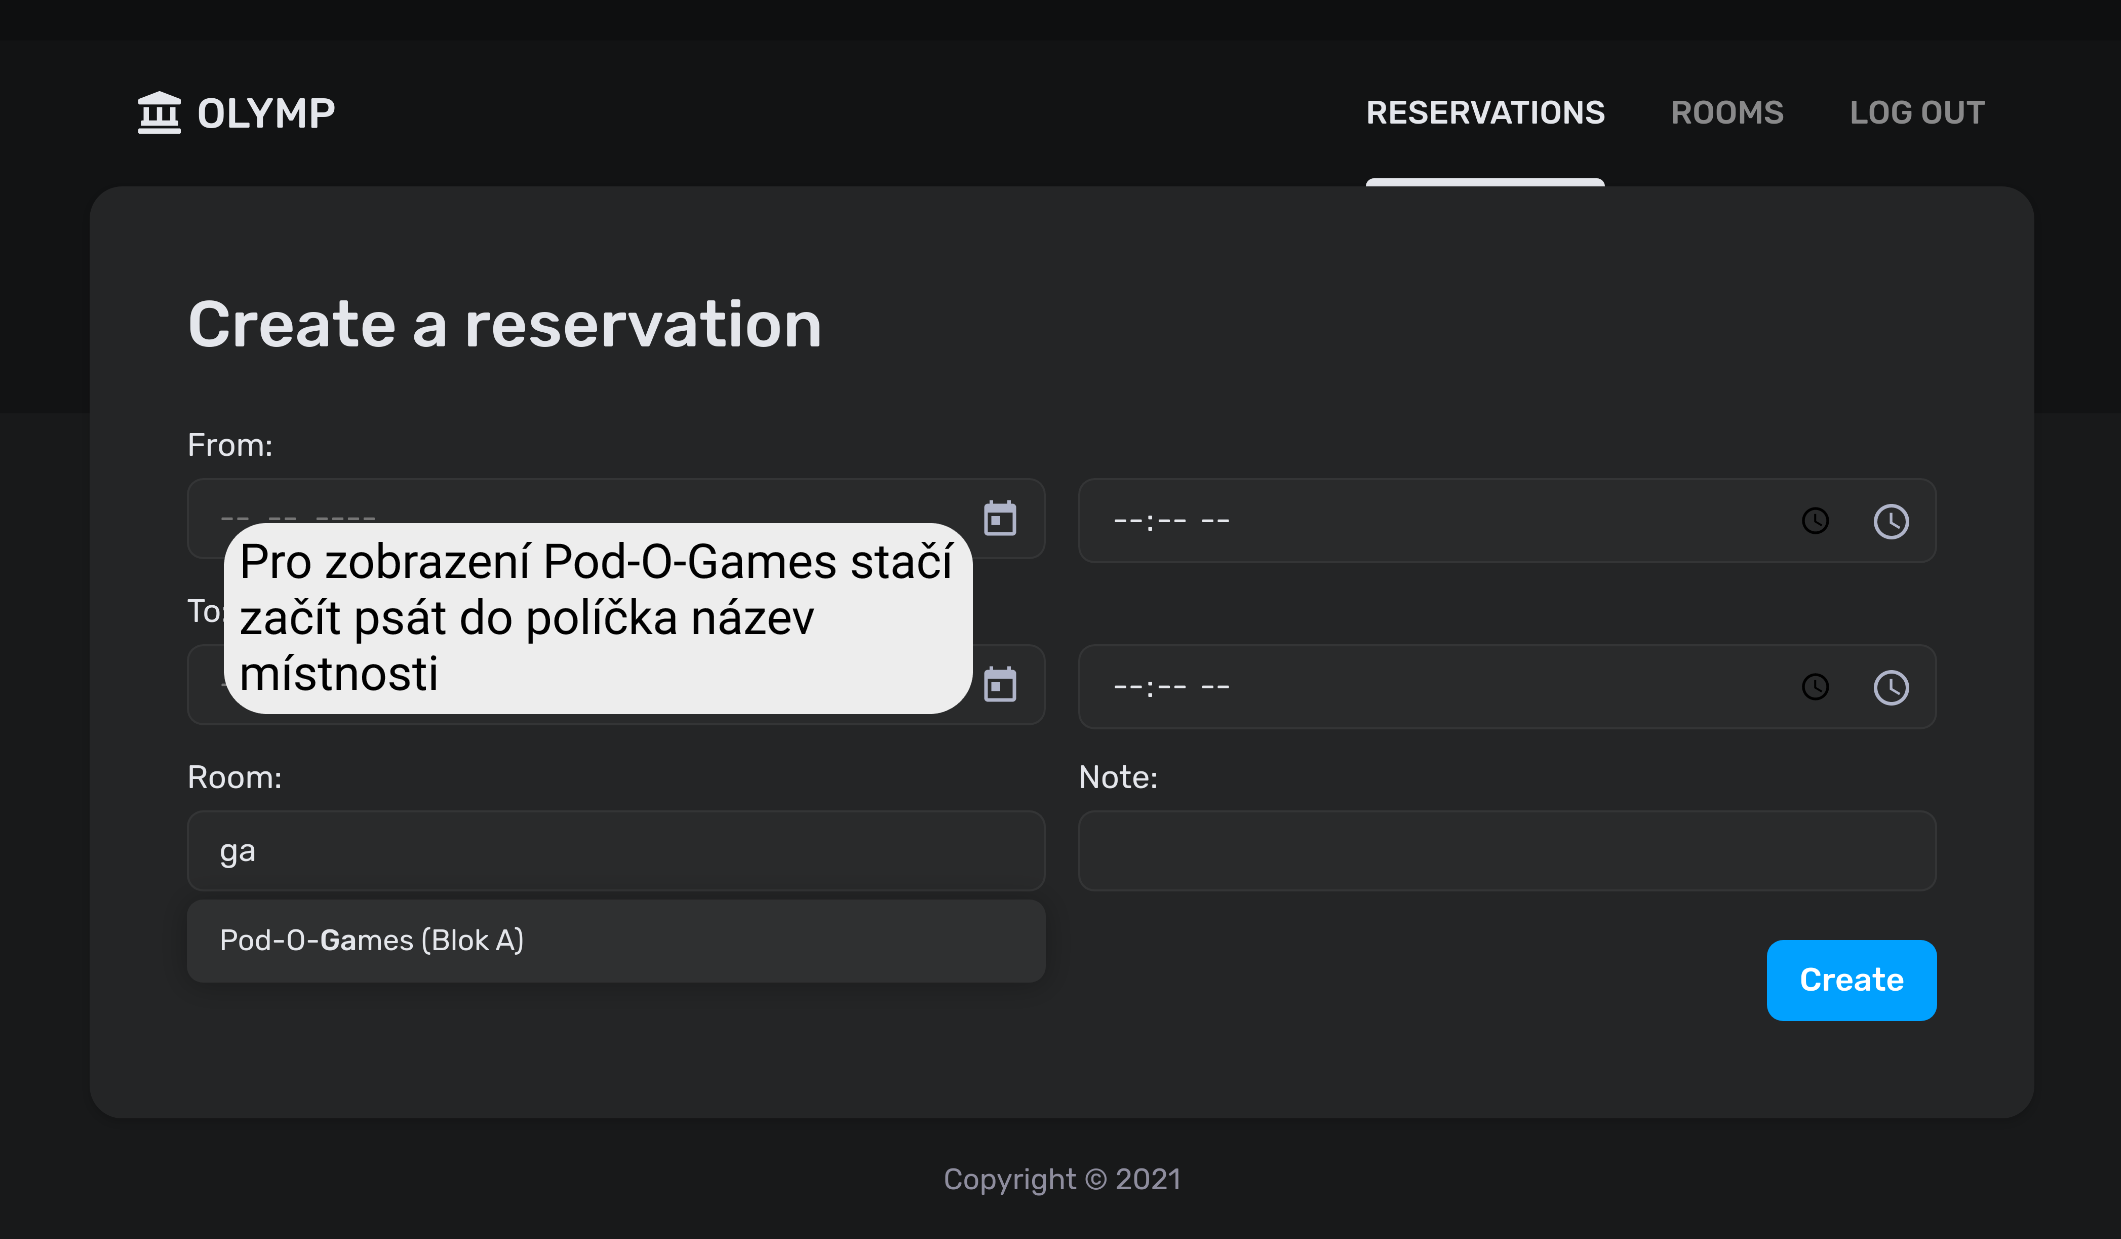 OLYMP
RESERVATIONS ROOMS LOG OUT
Create a reservation
From:
-- -- ----
--:-- --
Pro zobrazení Pod-O-Games stačí
začít psát do políčka název
místnosti
To:
--:-- --
Room:
Note:
ga
Pod-O-Games (Blok A)
Create
Copyright © 2021